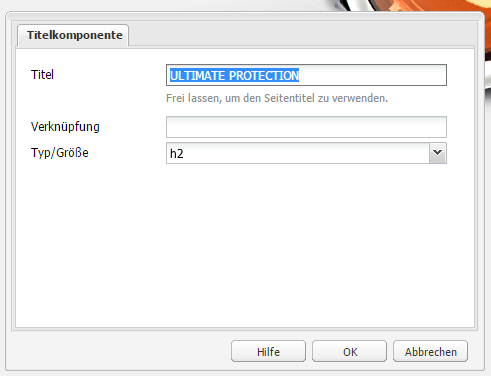 Titelkomponente
Titel
ULTIMATE PROTECTION
Frei lassen, um den Seitentitel zu verwenden.
Verknüpfung
Typ/Größe
h2
Hilfe
OK
Abbrechen